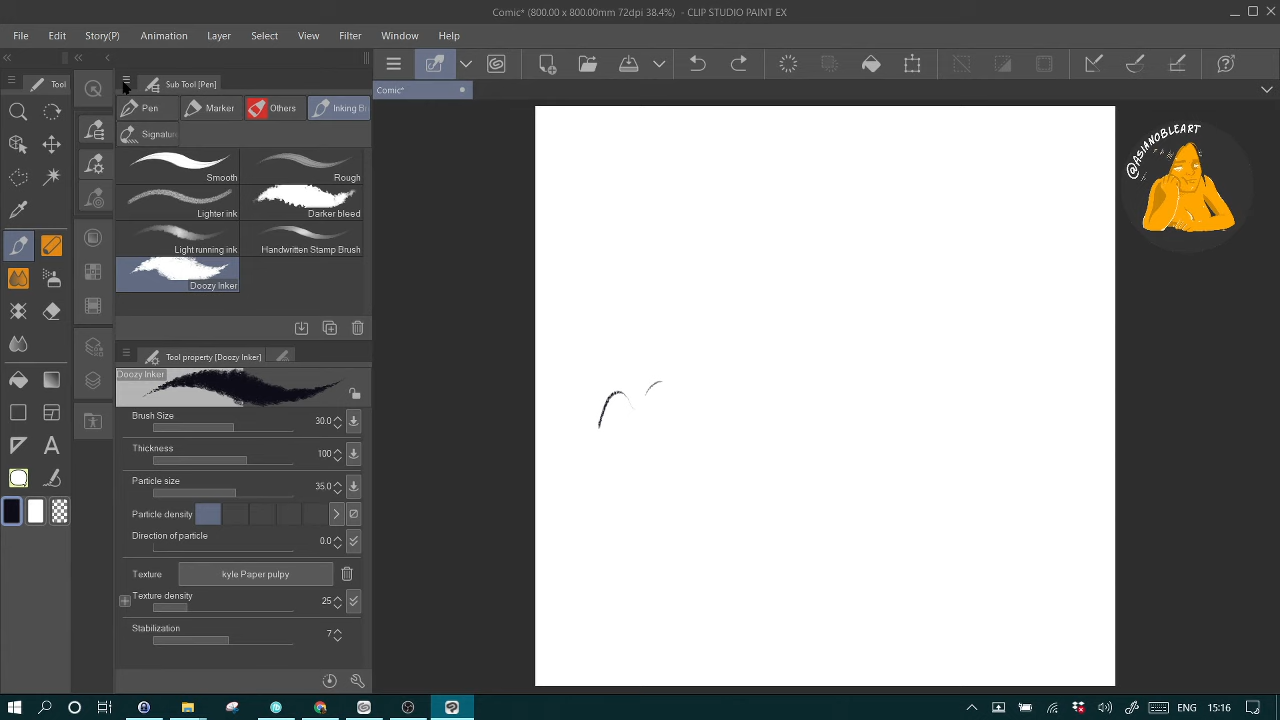 Comic* (800.00 x 800.00mm 72dpi 38.4%) - CLIP STUDIO PAINT EX
File Edit Story(P) Animation Layer Select View Filter Window Help
Tool
Sub Tool [Pen]
Comic*
Pen Marker Others Inking Br
Signature
Smooth Rough
Lighter ink Darker bleed
Light running ink Handwritten Stamp Brush
Doozy Inker
Tool property [Doozy Inker]
Doozy Inker
Brush Size 30.0
Thickness 100
Particle size 35.0
Particle density
Direction of particle 0.0
Texture kyle Paper pulpy
Texture density 25
Stabilization 7
@ASIANOBLEART
15:16